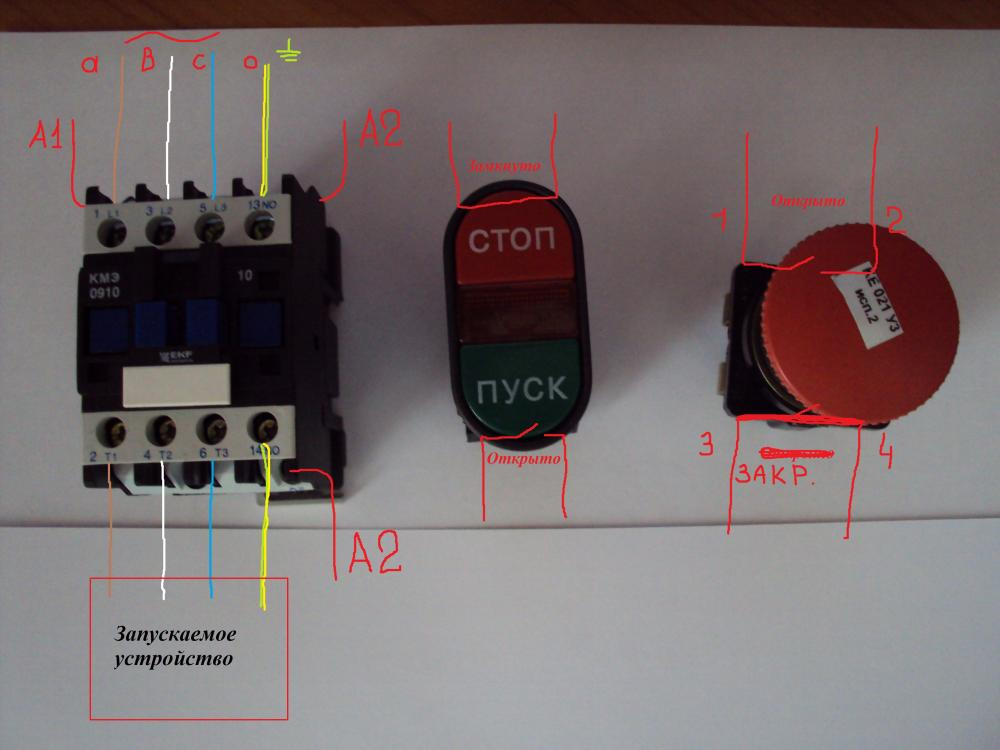 a B c o
A1 A2
1 L1 3 L2 5 L3 13 NO
КМЭ 10
0910
EKF
2 T1 4 T2 6 T3 14 NO
A2
Запускаемое
устройство
Замкнуто
СТОП
ПУСК
Открыто
Открыто
1 2
КЕ 021 У3
исп.2
3 4
ЗАКР.